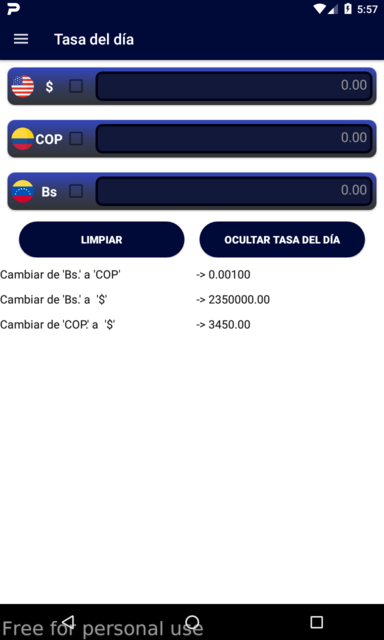 5:57
Tasa del día
$ 0.00
COP 0.00
Bs 0.00
LIMPIAR OCULTAR TASA DEL DÍA
Cambiar de 'Bs.' a 'COP' -> 0.00100
Cambiar de 'Bs.' a '$' -> 2350000.00
Cambiar de 'COP.' a '$' -> 3450.00
Free for personal use